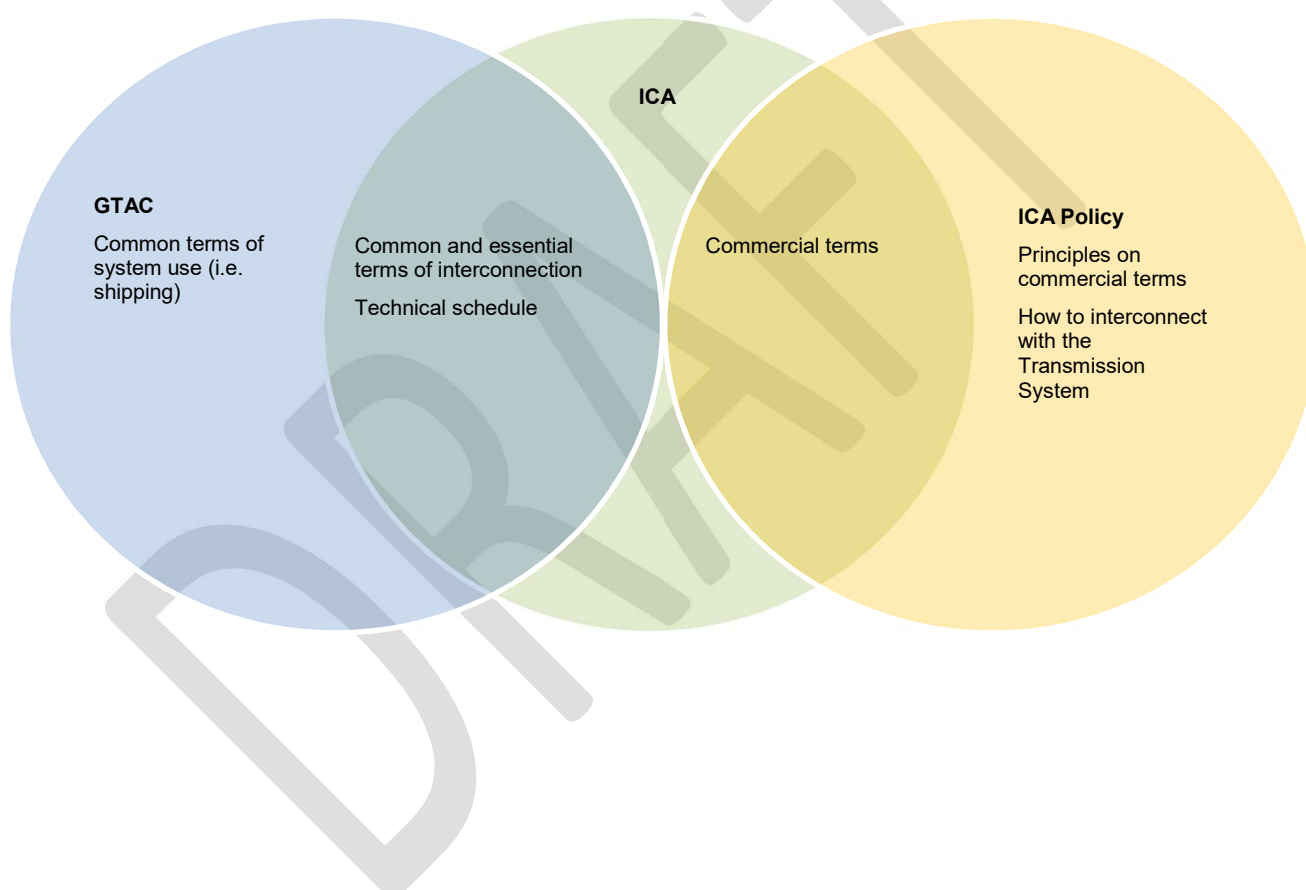 ICA
GTAC
Common terms of
system use (i.e.
shipping)
Common and essential
terms of interconnection
Technical schedule
Commercial terms
ICA Policy
Principles on
commercial terms
How to interconnect
with the
Transmission
System
DRAFT